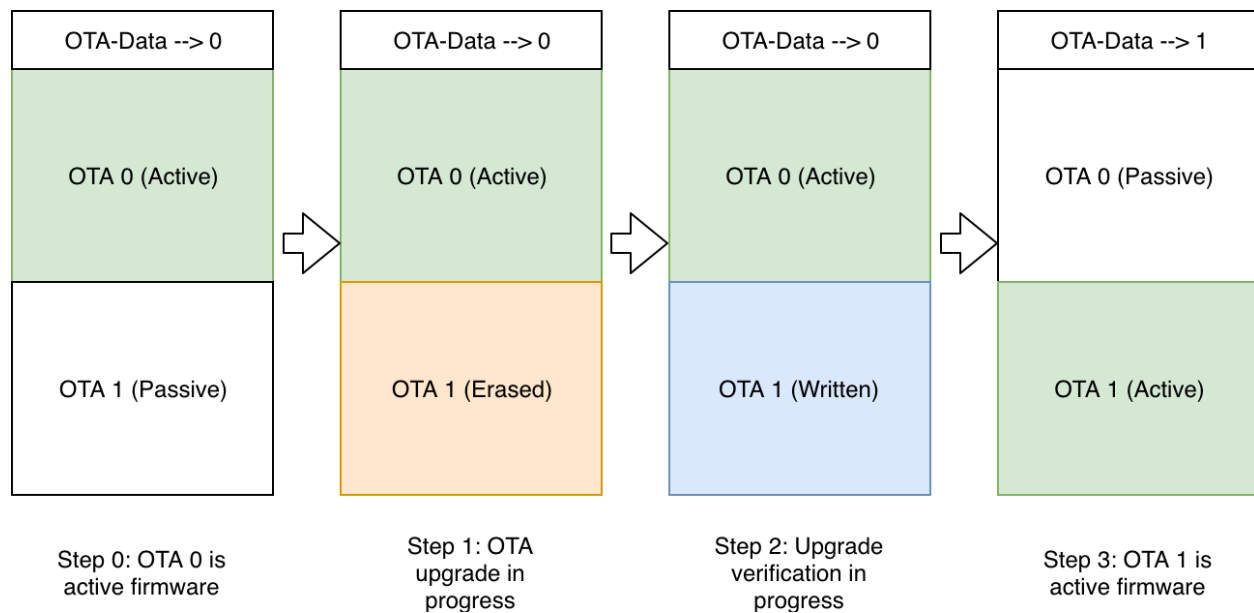 OTA-Data --> 0
OTA 0 (Active)
OTA 1 (Passive)
Step 0: OTA 0 is
active firmware
OTA-Data --> 0
OTA 0 (Active)
OTA 1 (Erased)
Step 1: OTA
upgrade in
progress
OTA-Data --> 0
OTA 0 (Active)
OTA 1 (Written)
Step 2: Upgrade
verification in
progress
OTA-Data --> 1
OTA 0 (Passive)
OTA 1 (Active)
Step 3: OTA 1 is
active firmware